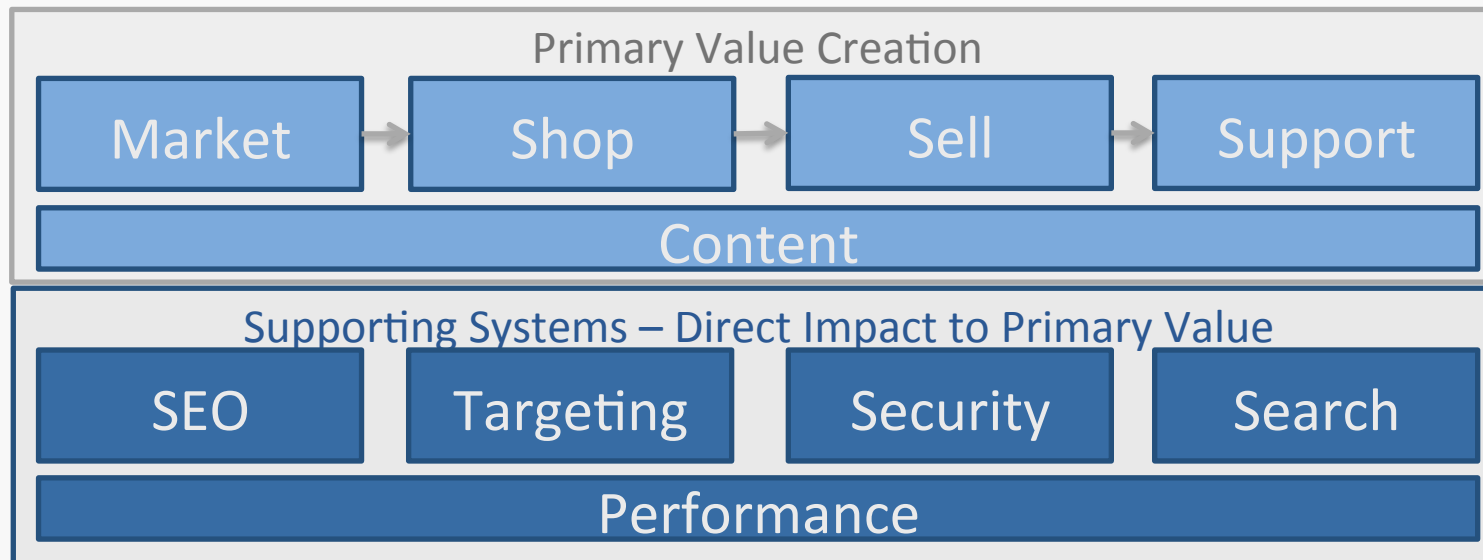 Primary Value Creation
Market
Shop
Sell
Support
Content
Supporting Systems – Direct Impact to Primary Value
SEO
Targeting
Security
Search
Performance